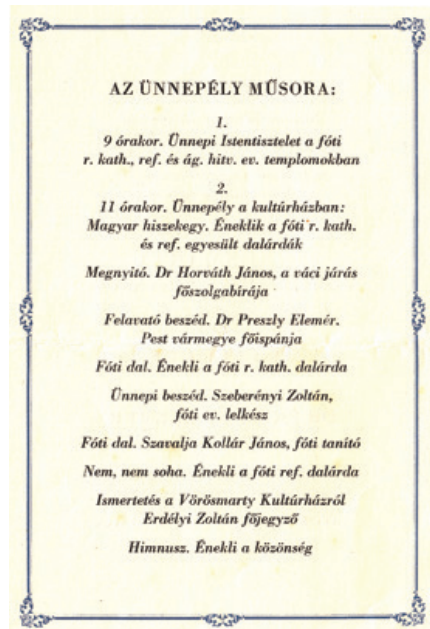 AZ ÜNNEPÉLY MŰSORA:
1.
9 órakor. Ünnepi Istentisztelet a fóti
r. kath., ref. és ág. hitv. ev. templomokban
2.
11 órakor. Ünnepély a kultúrházban:
Magyar hiszekegy. Éneklik a fóti r. kath.
és ref. egyesült dalárdák
Megnyitó. Dr Horváth János, a váci járás
főszolgabírája
Felavató beszéd. Dr Preszly Elemér.
Pest vármegye főispánja
Fóti dal. Énekli a fóti r. kath. dalárda
Ünnepi beszéd. Szeberényi Zoltán,
fóti ev. lelkész
Fóti dal. Szavalja Kollár János, fóti tanító
Nem, nem soha. Énekli a fóti ref. dalárda
Ismertetés a Vörösmarty Kultúrházról
Erdélyi Zoltán főjegyző
Himnusz. Énekli a közönség